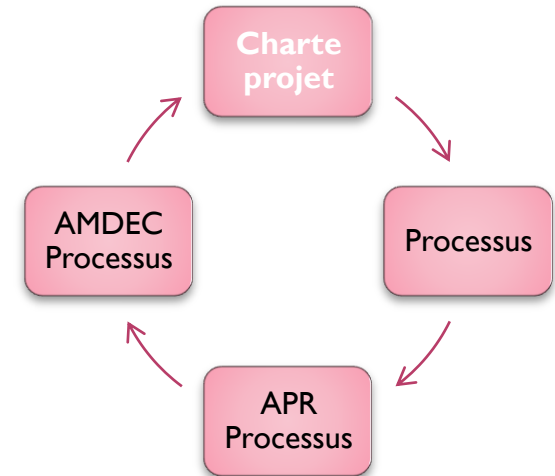 Charte
projet
Processus
APR
Processus
AMDEC
Processus